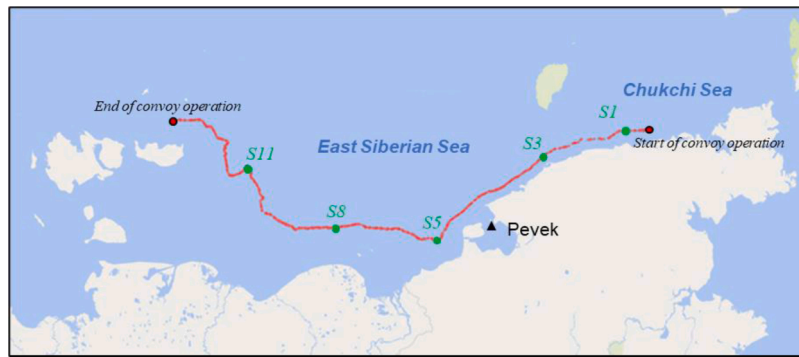 Chukchi Sea
End of convoy operation
S1
S3
Start of convoy operation
East Siberian Sea
S11
S8
S5
Pevek